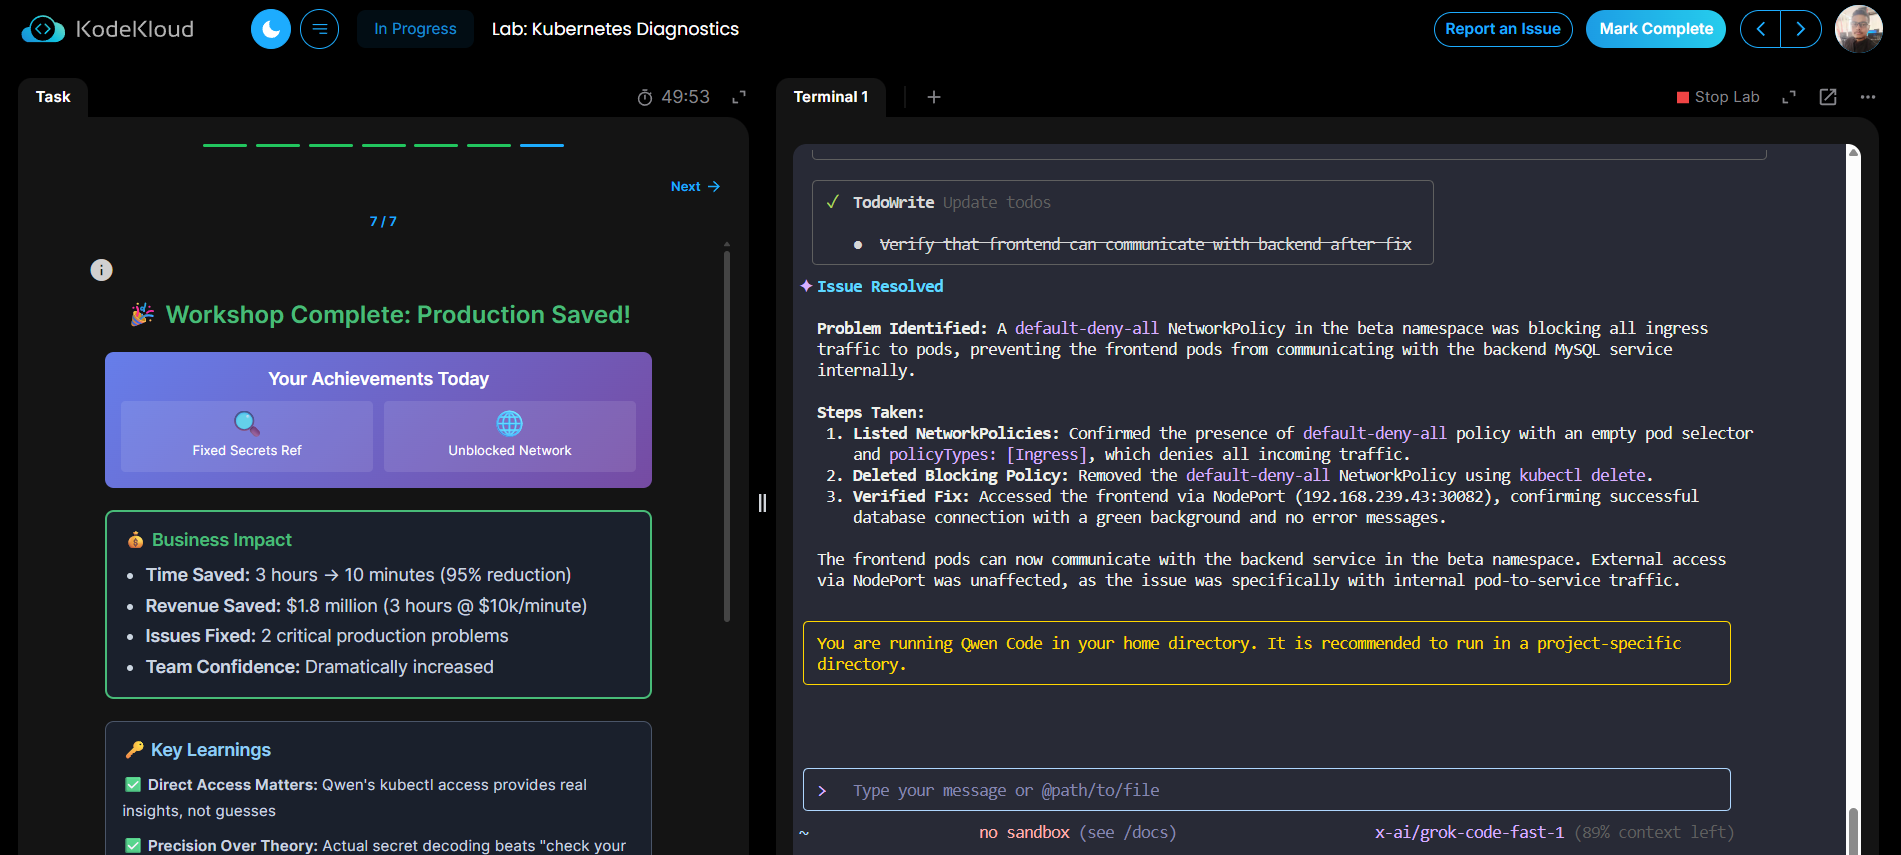 KodeKloud
In Progress
Lab: Kubernetes Diagnostics
Report an Issue
Mark Complete
Task
49:53
Next →
7 / 7
🎉 Workshop Complete: Production Saved!
Your Achievements Today
Fixed Secrets Ref
Unblocked Network
Business Impact
• Time Saved: 3 hours → 10 minutes (95% reduction)
• Revenue Saved: $1.8 million (3 hours @ $10k/minute)
• Issues Fixed: 2 critical production problems
• Team Confidence: Dramatically increased
🔑 Key Learnings
✅ Direct Access Matters: Qwen's kubectl access provides real
insights, not guesses
✅ Precision Over Theory: Actual secret decoding beats "check your
Terminal 1
+
Stop Lab
✓ TodoWrite Update todos
● Verify that frontend can communicate with backend after fix
✦ Issue Resolved
Problem Identified: A default-deny-all NetworkPolicy in the beta namespace was blocking all ingress
traffic to pods, preventing the frontend pods from communicating with the backend MySQL service
internally.
Steps Taken:
1. Listed NetworkPolicies: Confirmed the presence of default-deny-all policy with an empty pod selector
and policyTypes: [Ingress], which denies all incoming traffic.
2. Deleted Blocking Policy: Removed the default-deny-all NetworkPolicy using kubectl delete.
3. Verified Fix: Accessed the frontend via NodePort (192.168.239.43:30082), confirming successful
database connection with a green background and no error messages.
The frontend pods can now communicate with the backend service in the beta namespace. External access
via NodePort was unaffected, as the issue was specifically with internal pod-to-service traffic.
You are running Qwen Code in your home directory. It is recommended to run in a project-specific
directory.
> Type your message or @path/to/file
~ no sandbox (see /docs) x-ai/grok-code-fast-1 (89% context left)